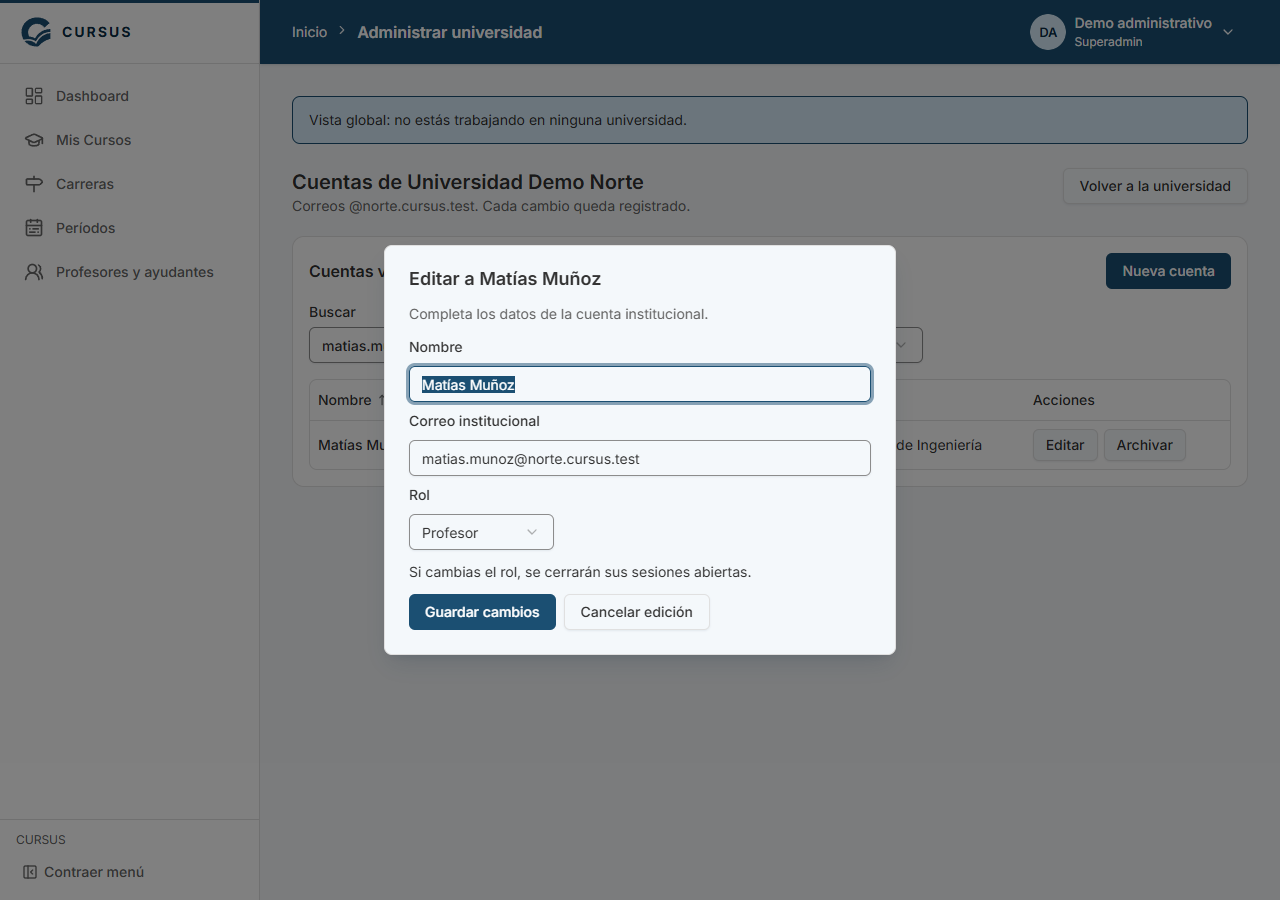 CURSUS
Inicio
Administrar universidad
DA
Demo administrativo
Superadmin
Dashboard
Mis Cursos
Carreras
Períodos
Profesores y ayudantes
Vista global: no estás trabajando en ninguna universidad.
Cuentas de Universidad Demo Norte
Correos @norte.cursus.test. Cada cambio queda registrado.
Volver a la universidad
Cuentas
Nueva cuenta
Buscar
matias.m
Nombre ↑
Acciones
Matías Mu
de Ingeniería
Editar
Archivar
Editar a Matías Muñoz
Completa los datos de la cuenta institucional.
Nombre
Matías Muñoz
Correo institucional
matias.munoz@norte.cursus.test
Rol
Profesor
Si cambias el rol, se cerrarán sus sesiones abiertas.
Guardar cambios
Cancelar edición
CURSUS
Contraer menú